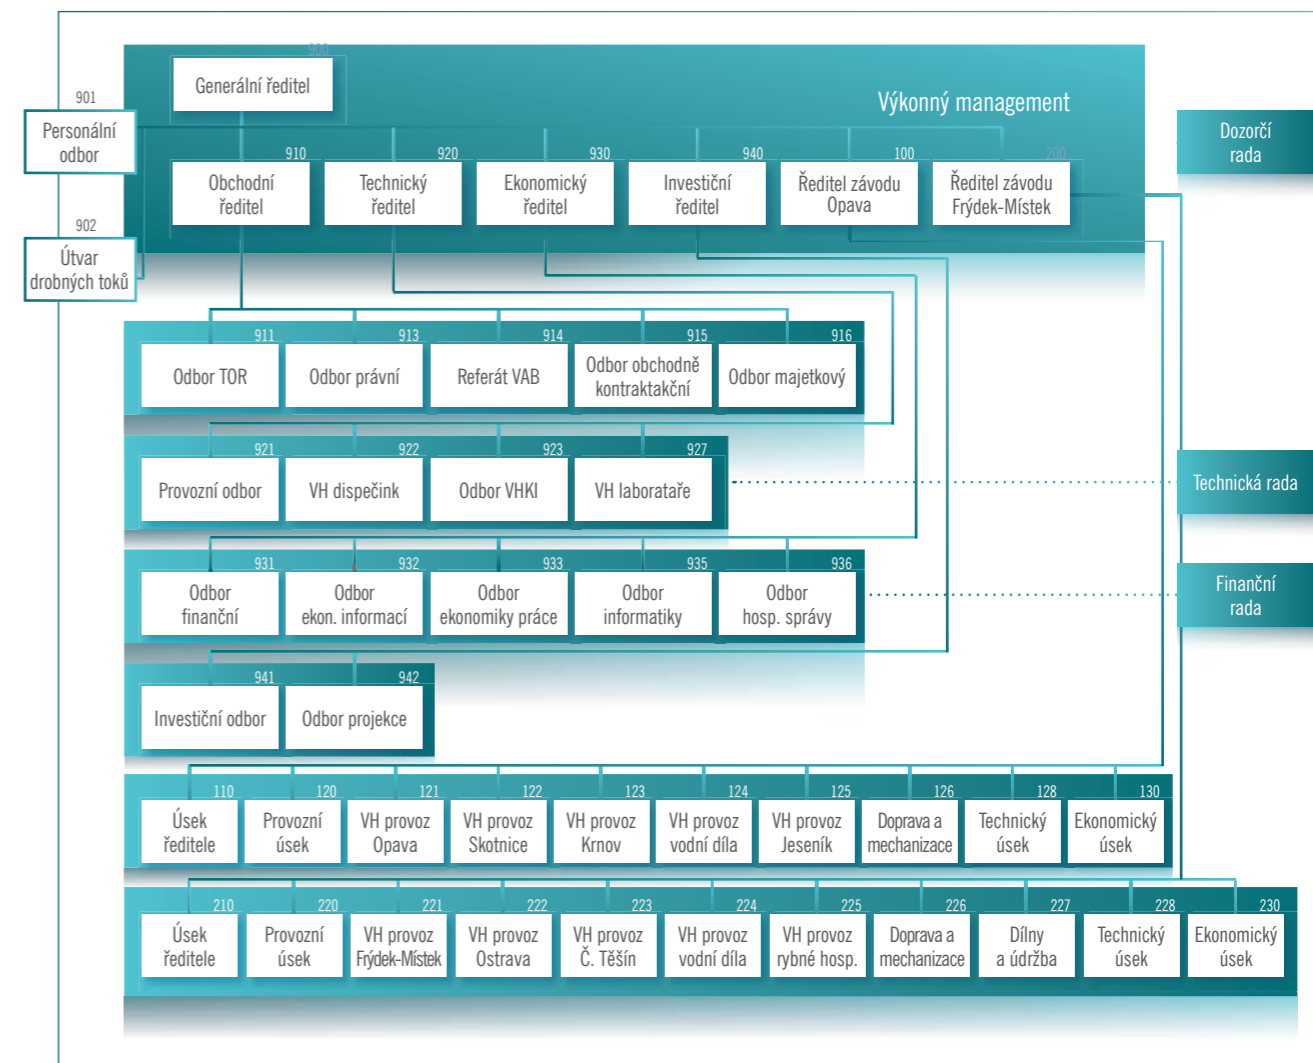 900
Generální ředitel
Výkonný management
901
Personální
odbor
Dozorčí
rada
910
Obchodní
ředitel
920
Technický
ředitel
930
Ekonomický
ředitel
940
Investiční
ředitel
100
Ředitel závodu
Opava
200
Ředitel závodu
Frýdek-Místek
902
Útvar
drobných toků
911
Odbor TOR
913
Odbor právní
914
Referát VAB
915
Odbor obchodně
kontraktakční
916
Odbor majetkový
921
Provozní odbor
922
VH dispečink
923
Odbor VHKI
927
VH laborataře
Technická rada
931
Odbor
finanční
932
Odbor
ekon. informací
933
Odbor
ekonomiky práce
935
Odbor
informatiky
936
Odbor
hosp. správy
Finanční
rada
941
Investiční odbor
942
Odbor projekce
110
Úsek
ředitele
120
Provozní
úsek
121
VH provoz
Opava
122
VH provoz
Skotnice
123
VH provoz
Krnov
124
VH provoz
vodní díla
125
VH provoz
Jeseník
126
Doprava a
mechanizace
128
Technický
úsek
130
Ekonomický
úsek
210
Úsek
ředitele
220
Provozní
úsek
221
VH provoz
Frýdek-Místek
222
VH provoz
Ostrava
223
VH provoz
Č. Těšín
224
VH provoz
vodní díla
225
VH provoz
rybné hosp.
226
Doprava a
mechanizace
227
Dílny
a údržba
228
Technický
úsek
230
Ekonomický
úsek